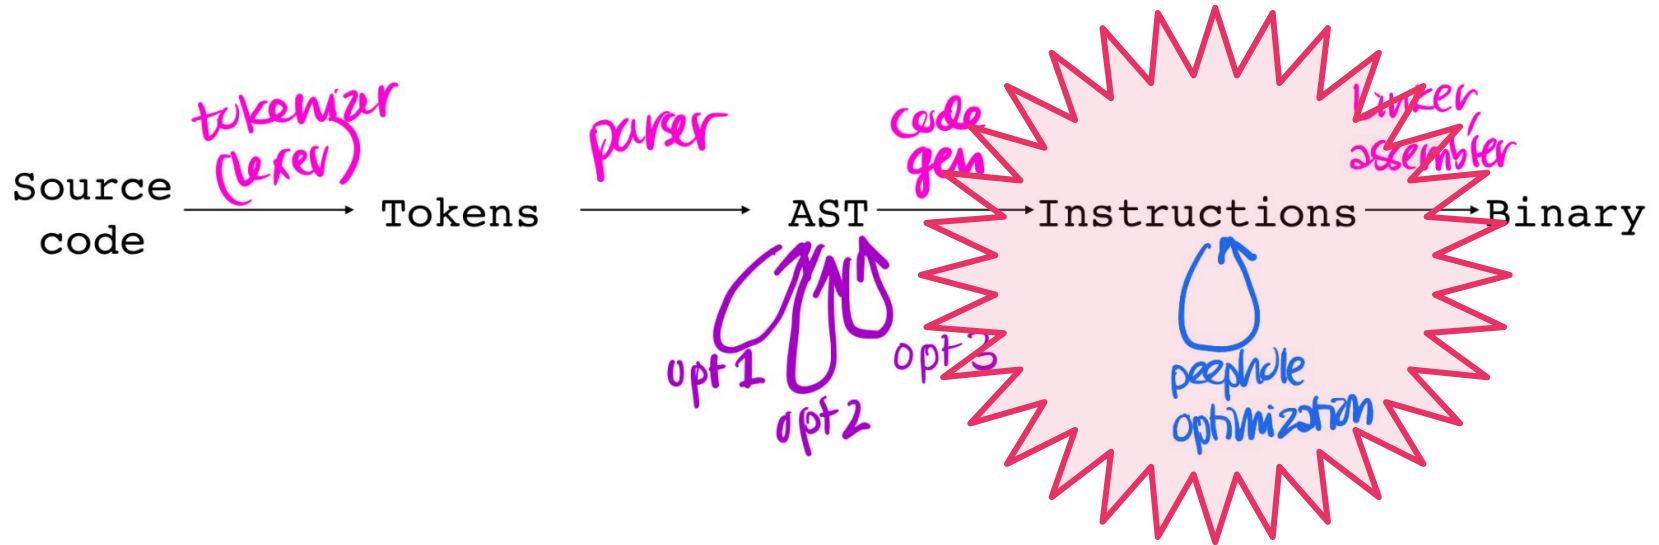 tokenizer
(lexer)
parser
code
gen
Linker,
assembler
Source
code
Tokens
AST
Instructions
Binary
opt 1
opt 2
opt 3
peephole
optimization